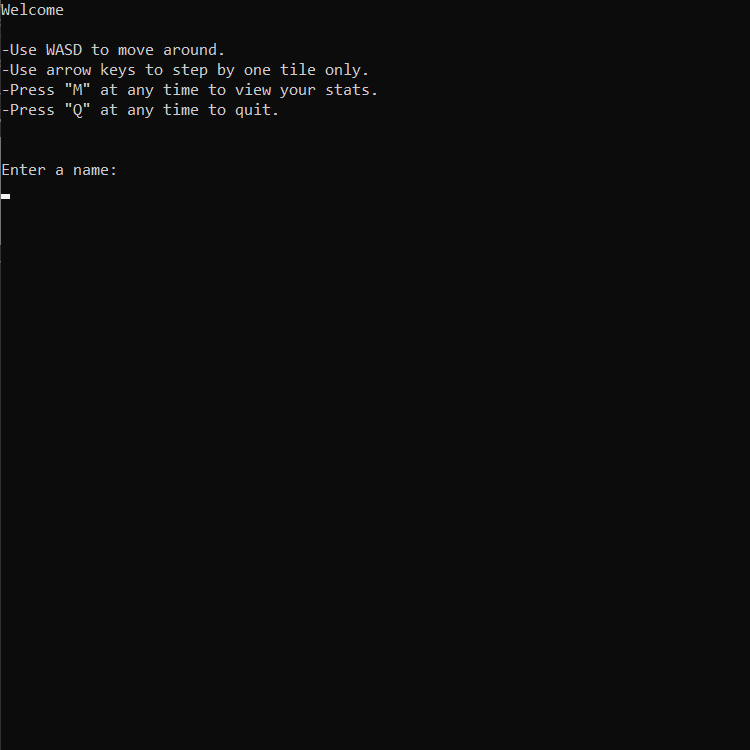 Welcome
-Use WASD to move around.
-Use arrow keys to step by one tile only.
-Press "M" at any time to view your stats.
-Press "Q" at any time to quit.
Enter a name: